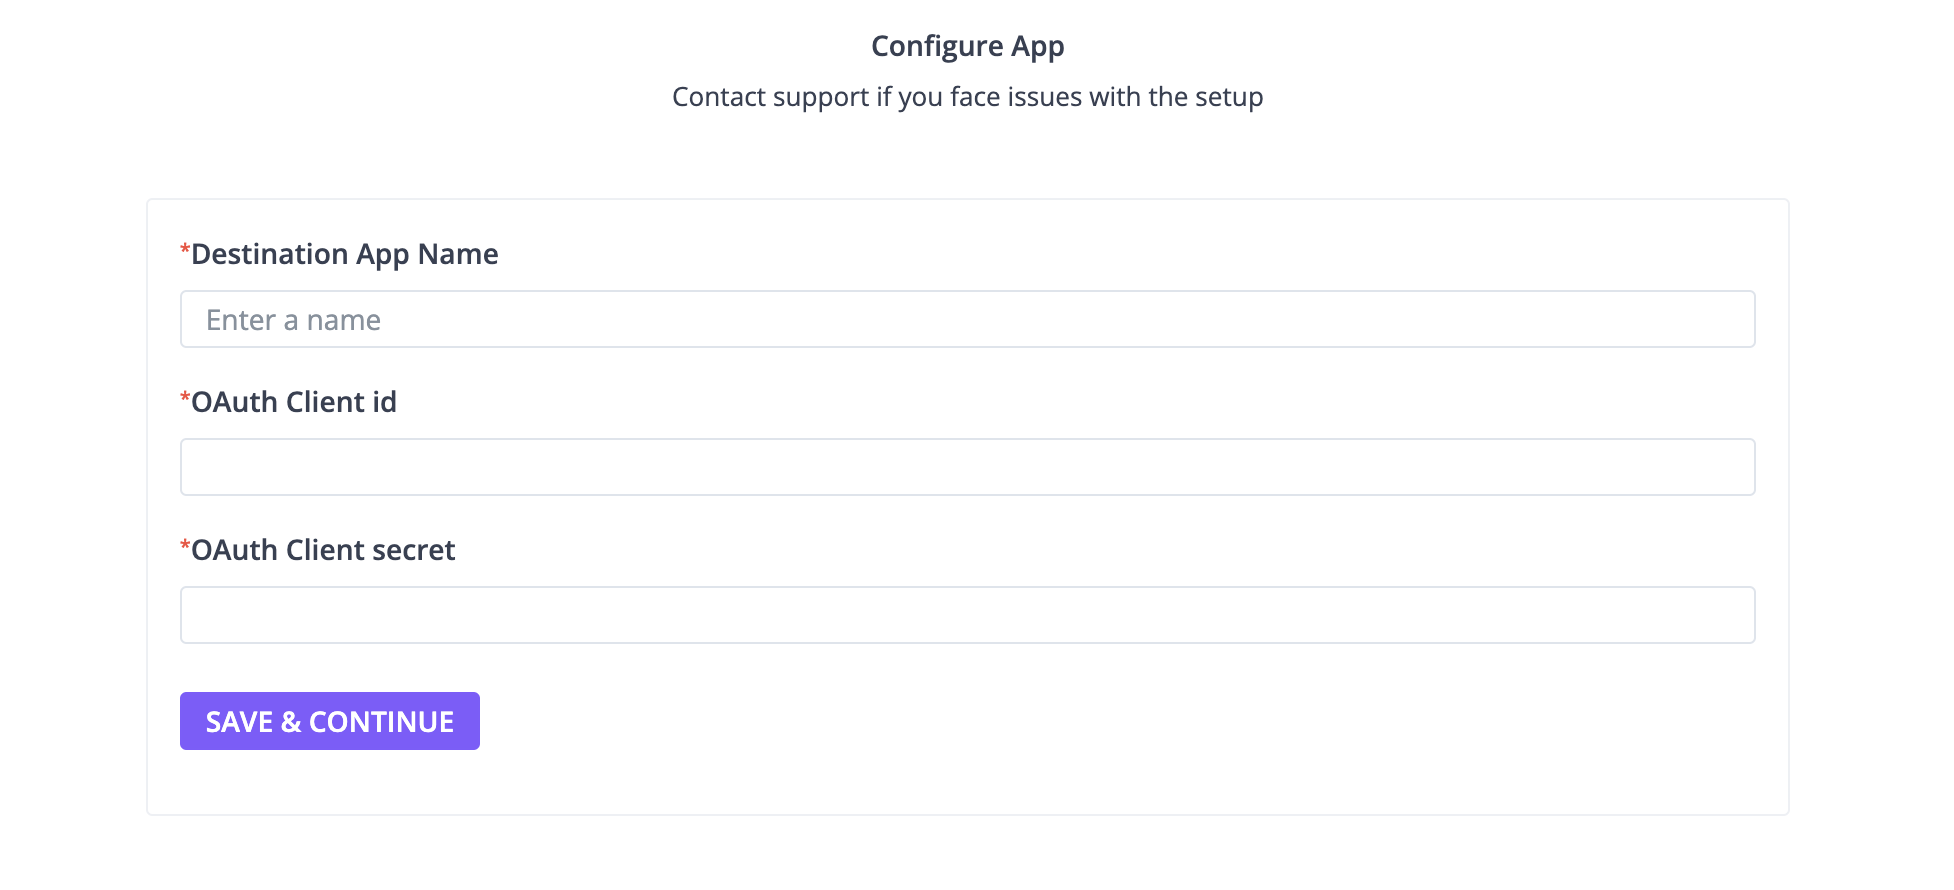 Configure App
Contact support if you face issues with the setup
*Destination App Name
Enter a name
*OAuth Client id
*OAuth Client secret
SAVE & CONTINUE